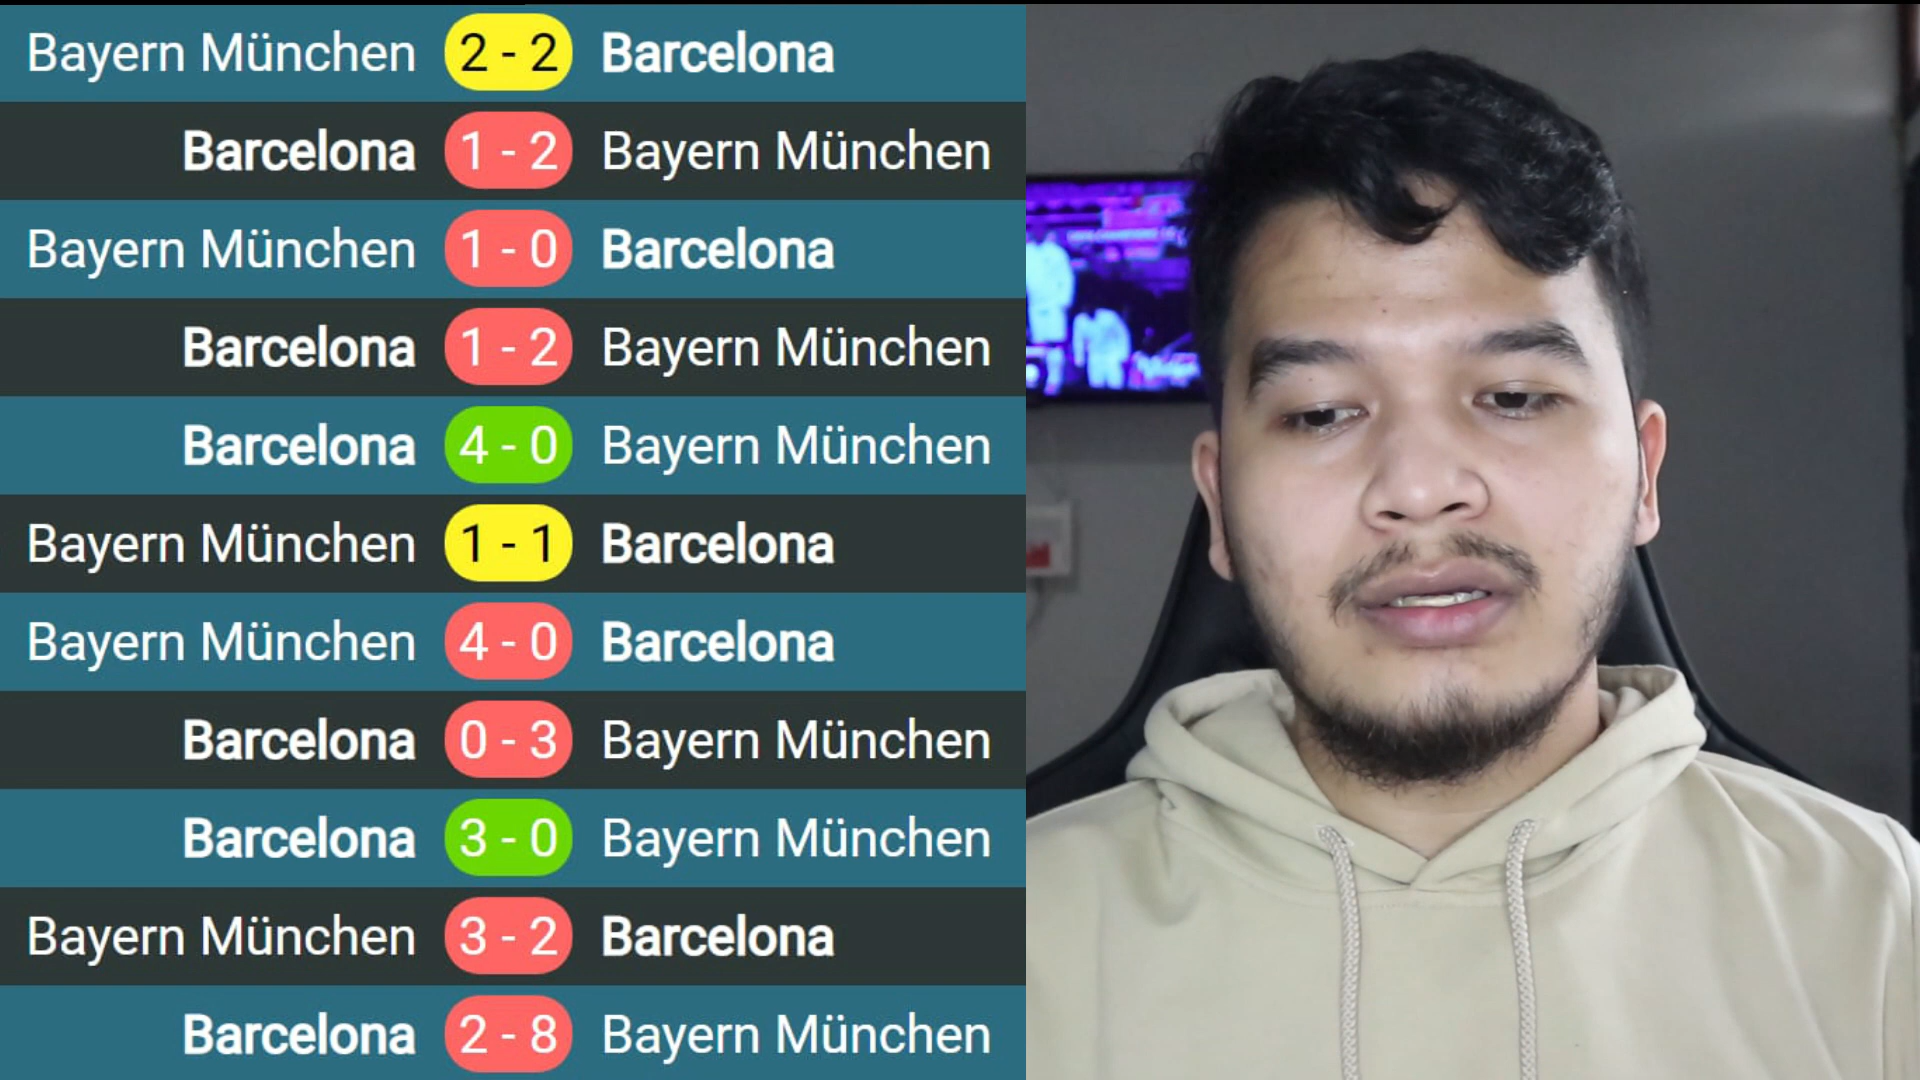 Bayern München 2 - 2 Barcelona
Barcelona 1 - 2 Bayern München
Bayern München 1 - 0 Barcelona
Barcelona 1 - 2 Bayern München
Barcelona 4 - 0 Bayern München
Bayern München 1 - 1 Barcelona
Bayern München 4 - 0 Barcelona
Barcelona 0 - 3 Bayern München
Barcelona 3 - 0 Bayern München
Bayern München 3 - 2 Barcelona
Barcelona 2 - 8 Bayern München